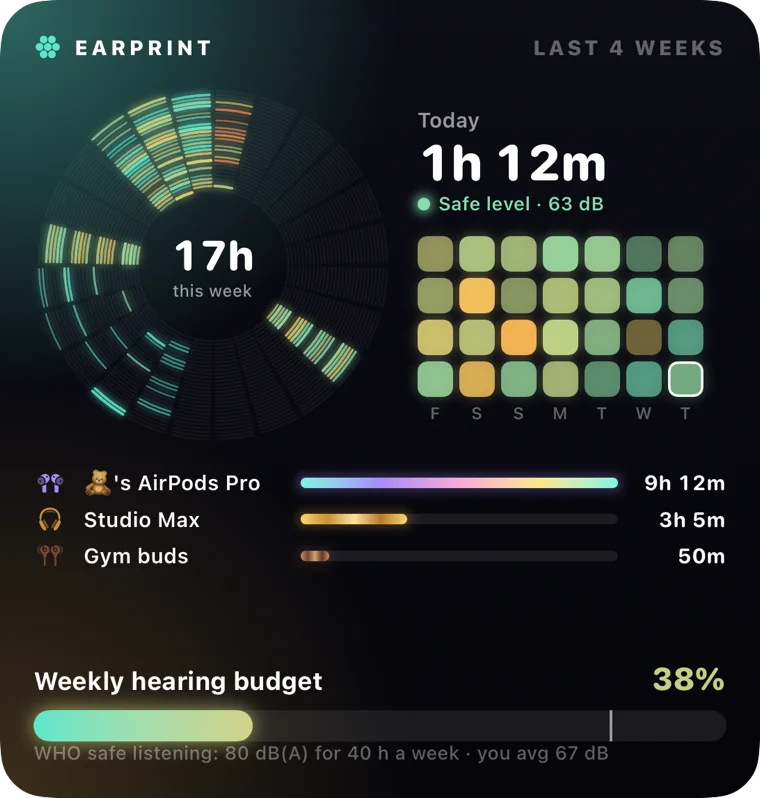 EARPRINT
LAST 4 WEEKS
Today
1h 12m
Safe level · 63 dB
17h
this week
F S S M T W T
🧸's AirPods Pro 9h 12m
Studio Max 3h 5m
Gym buds 50m
Weekly hearing budget 38%
WHO safe listening: 80 dB(A) for 40 h a week · you avg 67 dB